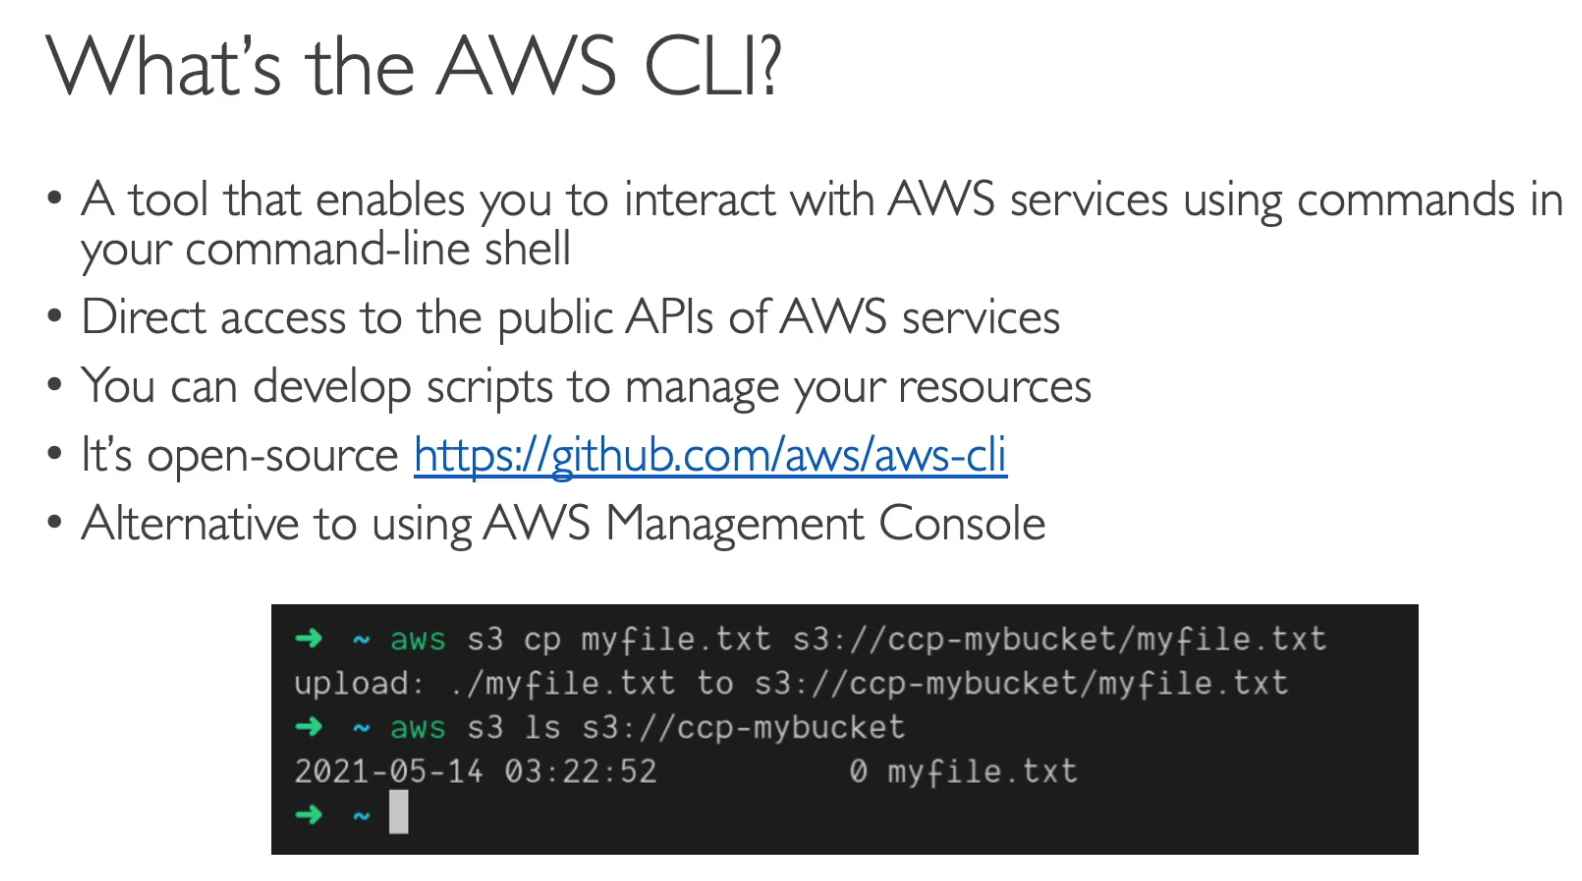 What's the AWS CLI?
• A tool that enables you to interact with AWS services using commands in
your command-line shell
• Direct access to the public APIs of AWS services
• You can develop scripts to manage your resources
• It's open-source https://github.com/aws/aws-cli
• Alternative to using AWS Management Console
➜ ~ aws s3 cp myfile.txt s3://ccp-mybucket/myfile.txt
upload: ./myfile.txt to s3://ccp-mybucket/myfile.txt
➜ ~ aws s3 ls s3://ccp-mybucket
2021-05-14 03:22:52          0 myfile.txt
➜ ~